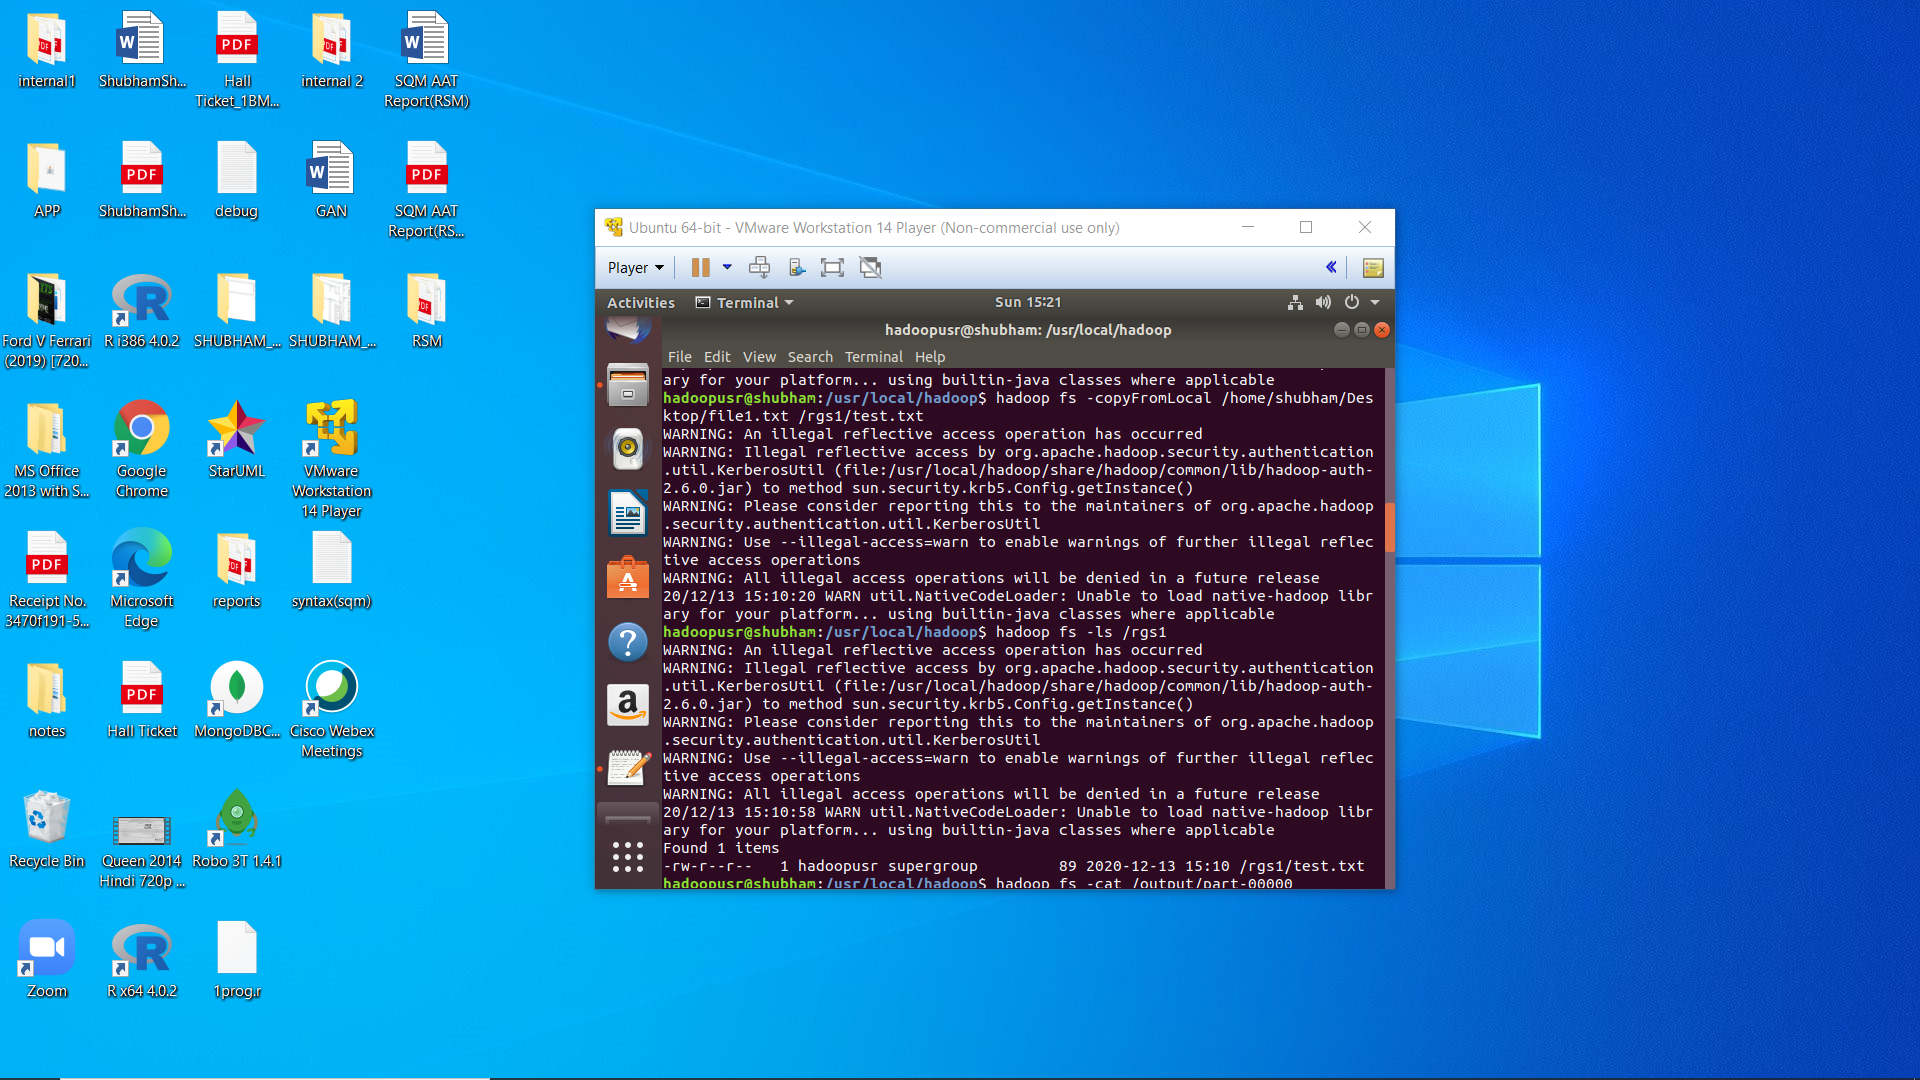 internal1
ShubhamSh...
Hall
Ticket_1BM...
internal 2
SQM AAT
Report(RSM)
APP
ShubhamSh...
debug
GAN
SQM AAT
Report(RS...
Ford V Ferrari
(2019) [720...
R i386 4.0.2
SHUBHAM_...
SHUBHAM_...
RSM
MS Office
2013 with S...
Google
Chrome
StarUML
VMware
Workstation
14 Player
Receipt No.
3470f191-5...
Microsoft
Edge
reports
syntax(sqm)
notes
Hall Ticket
MongoDBC...
Cisco Webex
Meetings
Recycle Bin
Queen 2014
Hindi 720p ...
Robo 3T 1.4.1
Zoom
R x64 4.0.2
1prog.r
Ubuntu 64-bit - VMware Workstation 14 Player (Non-commercial use only)
Player
Activities
Terminal
Sun 15:21
hadoopusr@shubham: /usr/local/hadoop
File Edit View Search Terminal Help
ary for your platform... using builtin-java classes where applicable
hadoopusr@shubham:/usr/local/hadoop$ hadoop fs -copyFromLocal /home/shubham/Des
ktop/file1.txt /rgs1/test.txt
WARNING: An illegal reflective access operation has occurred
WARNING: Illegal reflective access by org.apache.hadoop.security.authentication
.util.KerberosUtil (file:/usr/local/hadoop/share/hadoop/common/lib/hadoop-auth-
2.6.0.jar) to method sun.security.krb5.Config.getInstance()
WARNING: Please consider reporting this to the maintainers of org.apache.hadoop
.security.authentication.util.KerberosUtil
WARNING: Use --illegal-access=warn to enable warnings of further illegal reflec
tive access operations
WARNING: All illegal access operations will be denied in a future release
20/12/13 15:10:20 WARN util.NativeCodeLoader: Unable to load native-hadoop libr
ary for your platform... using builtin-java classes where applicable
hadoopusr@shubham:/usr/local/hadoop$ hadoop fs -ls /rgs1
WARNING: An illegal reflective access operation has occurred
WARNING: Illegal reflective access by org.apache.hadoop.security.authentication
.util.KerberosUtil (file:/usr/local/hadoop/share/hadoop/common/lib/hadoop-auth-
2.6.0.jar) to method sun.security.krb5.Config.getInstance()
WARNING: Please consider reporting this to the maintainers of org.apache.hadoop
.security.authentication.util.KerberosUtil
WARNING: Use --illegal-access=warn to enable warnings of further illegal reflec
tive access operations
WARNING: All illegal access operations will be denied in a future release
20/12/13 15:10:58 WARN util.NativeCodeLoader: Unable to load native-hadoop libr
ary for your platform... using builtin-java classes where applicable
Found 1 items
-rw-r--r--   1 hadoopusr supergroup         89 2020-12-13 15:10 /rgs1/test.txt
hadoopusr@shubham:/usr/local/hadoop$ hadoop fs -cat /output/part-00000